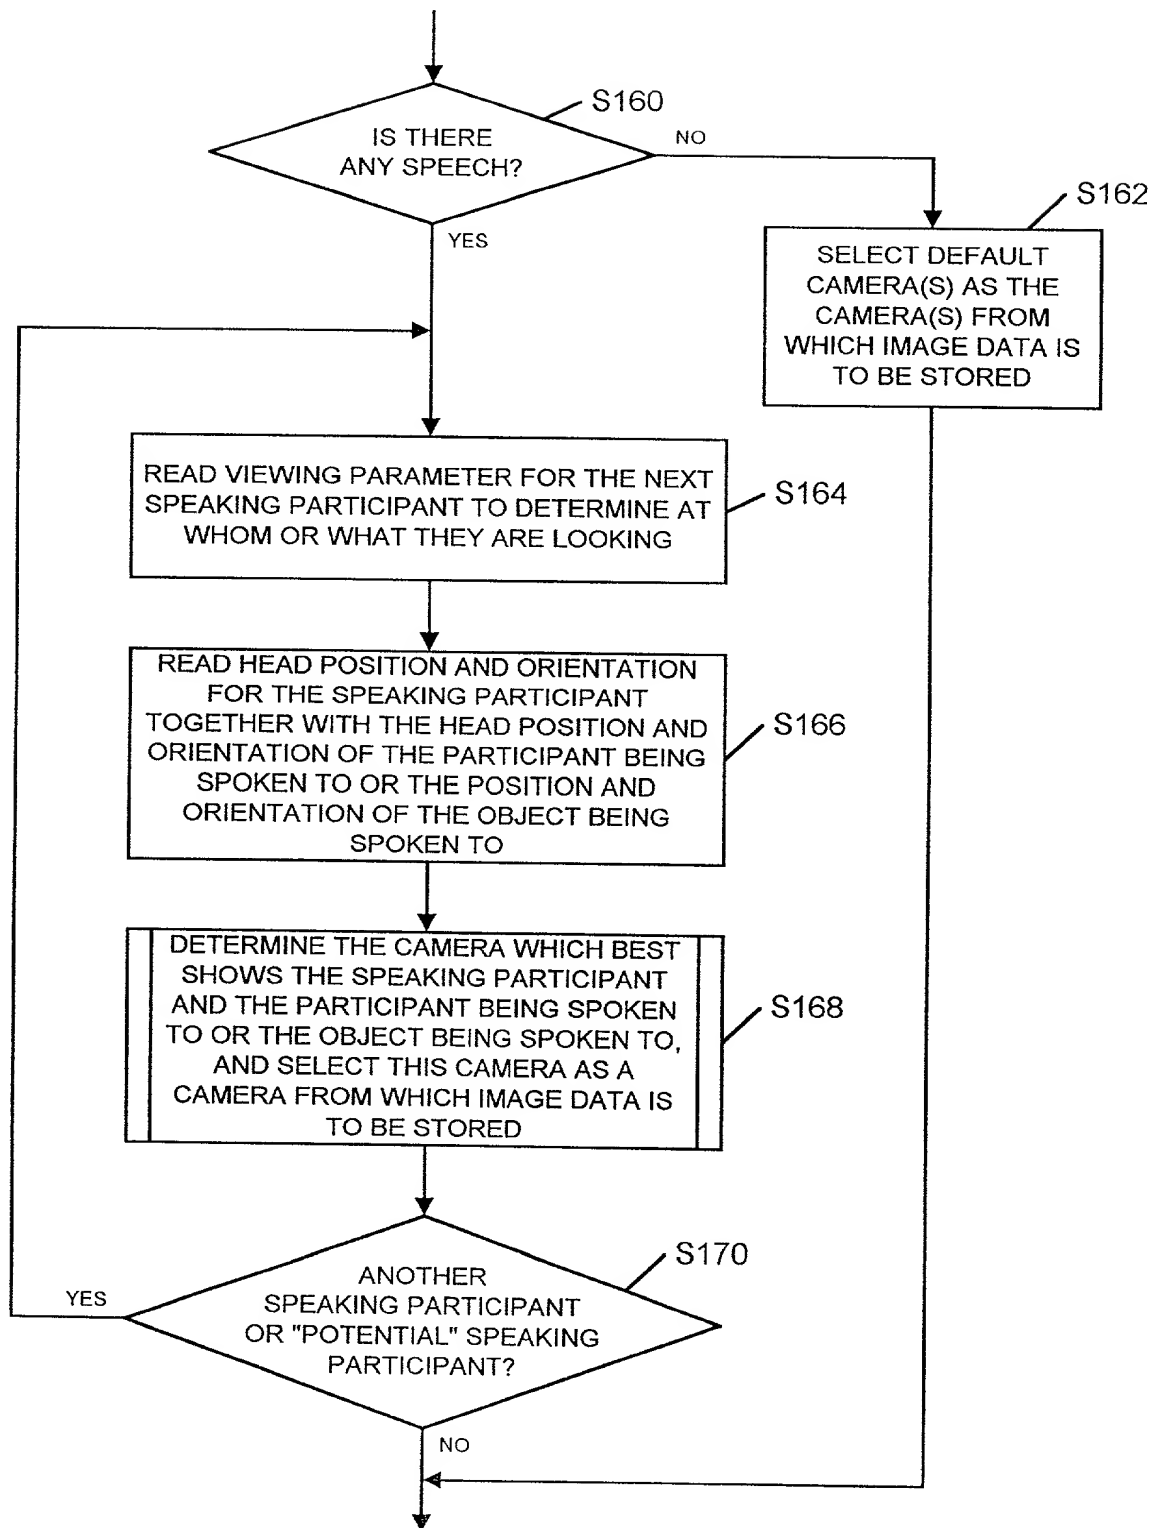 S160
IS THERE
ANY SPEECH?
NO
YES
S162
SELECT DEFAULT
CAMERA(S) AS THE
CAMERA(S) FROM
WHICH IMAGE DATA IS
TO BE STORED
READ VIEWING PARAMETER FOR THE NEXT
SPEAKING PARTICIPANT TO DETERMINE AT
WHOM OR WHAT THEY ARE LOOKING
S164
READ HEAD POSITION AND ORIENTATION
FOR THE SPEAKING PARTICIPANT
TOGETHER WITH THE HEAD POSITION AND
ORIENTATION OF THE PARTICIPANT BEING
SPOKEN TO OR THE POSITION AND
ORIENTATION OF THE OBJECT BEING
SPOKEN TO
S166
DETERMINE THE CAMERA WHICH BEST
SHOWS THE SPEAKING PARTICIPANT
AND THE PARTICIPANT BEING SPOKEN
TO OR THE OBJECT BEING SPOKEN TO,
AND SELECT THIS CAMERA AS A
CAMERA FROM WHICH IMAGE DATA IS
TO BE STORED
S168
S170
ANOTHER
SPEAKING PARTICIPANT
OR "POTENTIAL" SPEAKING
PARTICIPANT?
YES
NO